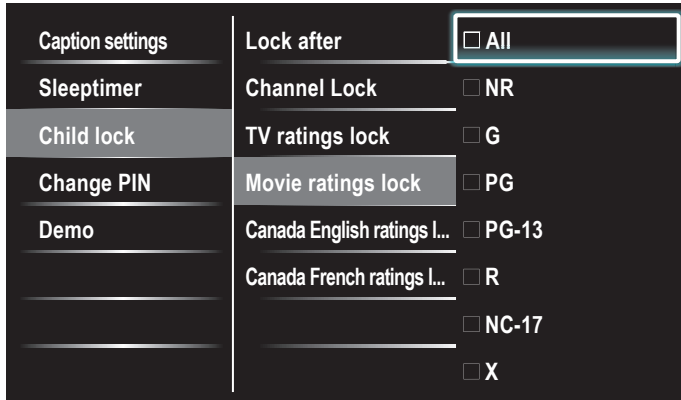 Caption settings
Sleeptimer
Child lock
Change PIN
Demo
Lock after
Channel Lock
TV ratings lock
Movie ratings lock
Canada English ratings l...
Canada French ratings l...
All
NR
G
PG
PG-13
R
NC-17
X